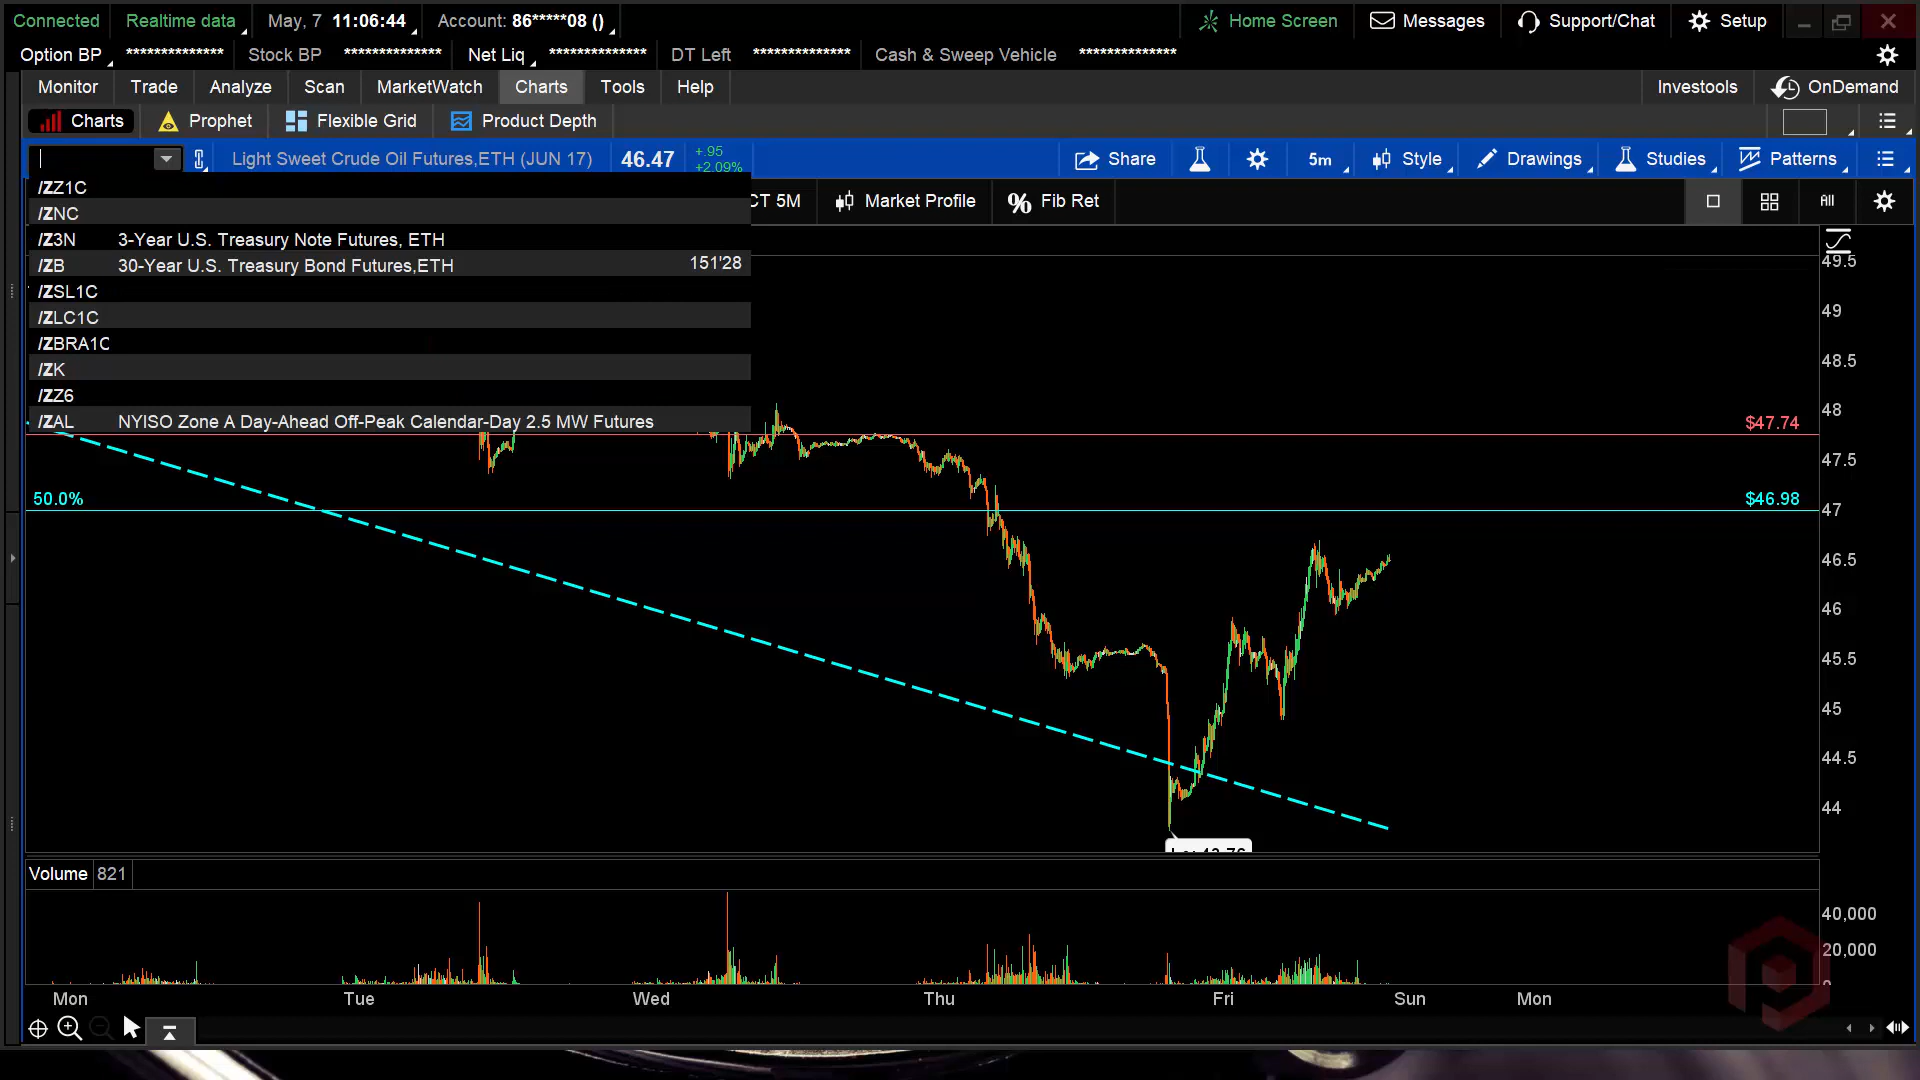 Connected Realtime data May, 7 11:06:44 Account: 86*****08 () Home Screen Messages Support/Chat Setup
Option BP ************** Stock BP ************** Net Liq ************** DT Left ************** Cash & Sweep Vehicle **************
Monitor Trade Analyze Scan MarketWatch Charts Tools Help Investools OnDemand
Charts Prophet Flexible Grid Product Depth
Light Sweet Crude Oil Futures,ETH (JUN 17) 46.47 +.95 +2.09% Share 5m Style Drawings Studies Patterns
/ZZ1C
CT 5M Market Profile % Fib Ret All
/ZNC
/Z3N 3-Year U.S. Treasury Note Futures, ETH
/ZB 30-Year U.S. Treasury Bond Futures,ETH 151'28
/ZSL1C
/ZLC1C
/ZBRA1C
/ZK
/ZZ6
/ZAL NYISO Zone A Day-Ahead Off-Peak Calendar-Day 2.5 MW Futures
49.5
49
48.5
48
$47.74
47.5
50.0% $46.98
47
46.5
46
45.5
45
44.5
44
Volume 821
40,000
20,000
Mon Tue Wed Thu Fri Sun Mon